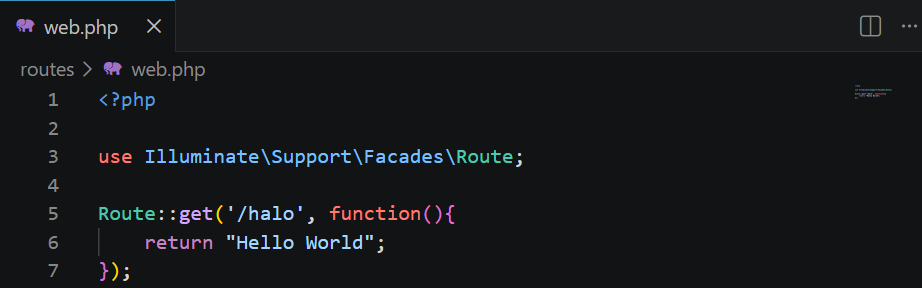 web.php
routes > web.php
1 <?php
2
3 use Illuminate\Support\Facades\Route;
4
5 Route::get('/halo', function(){
6     return "Hello World";
7 });